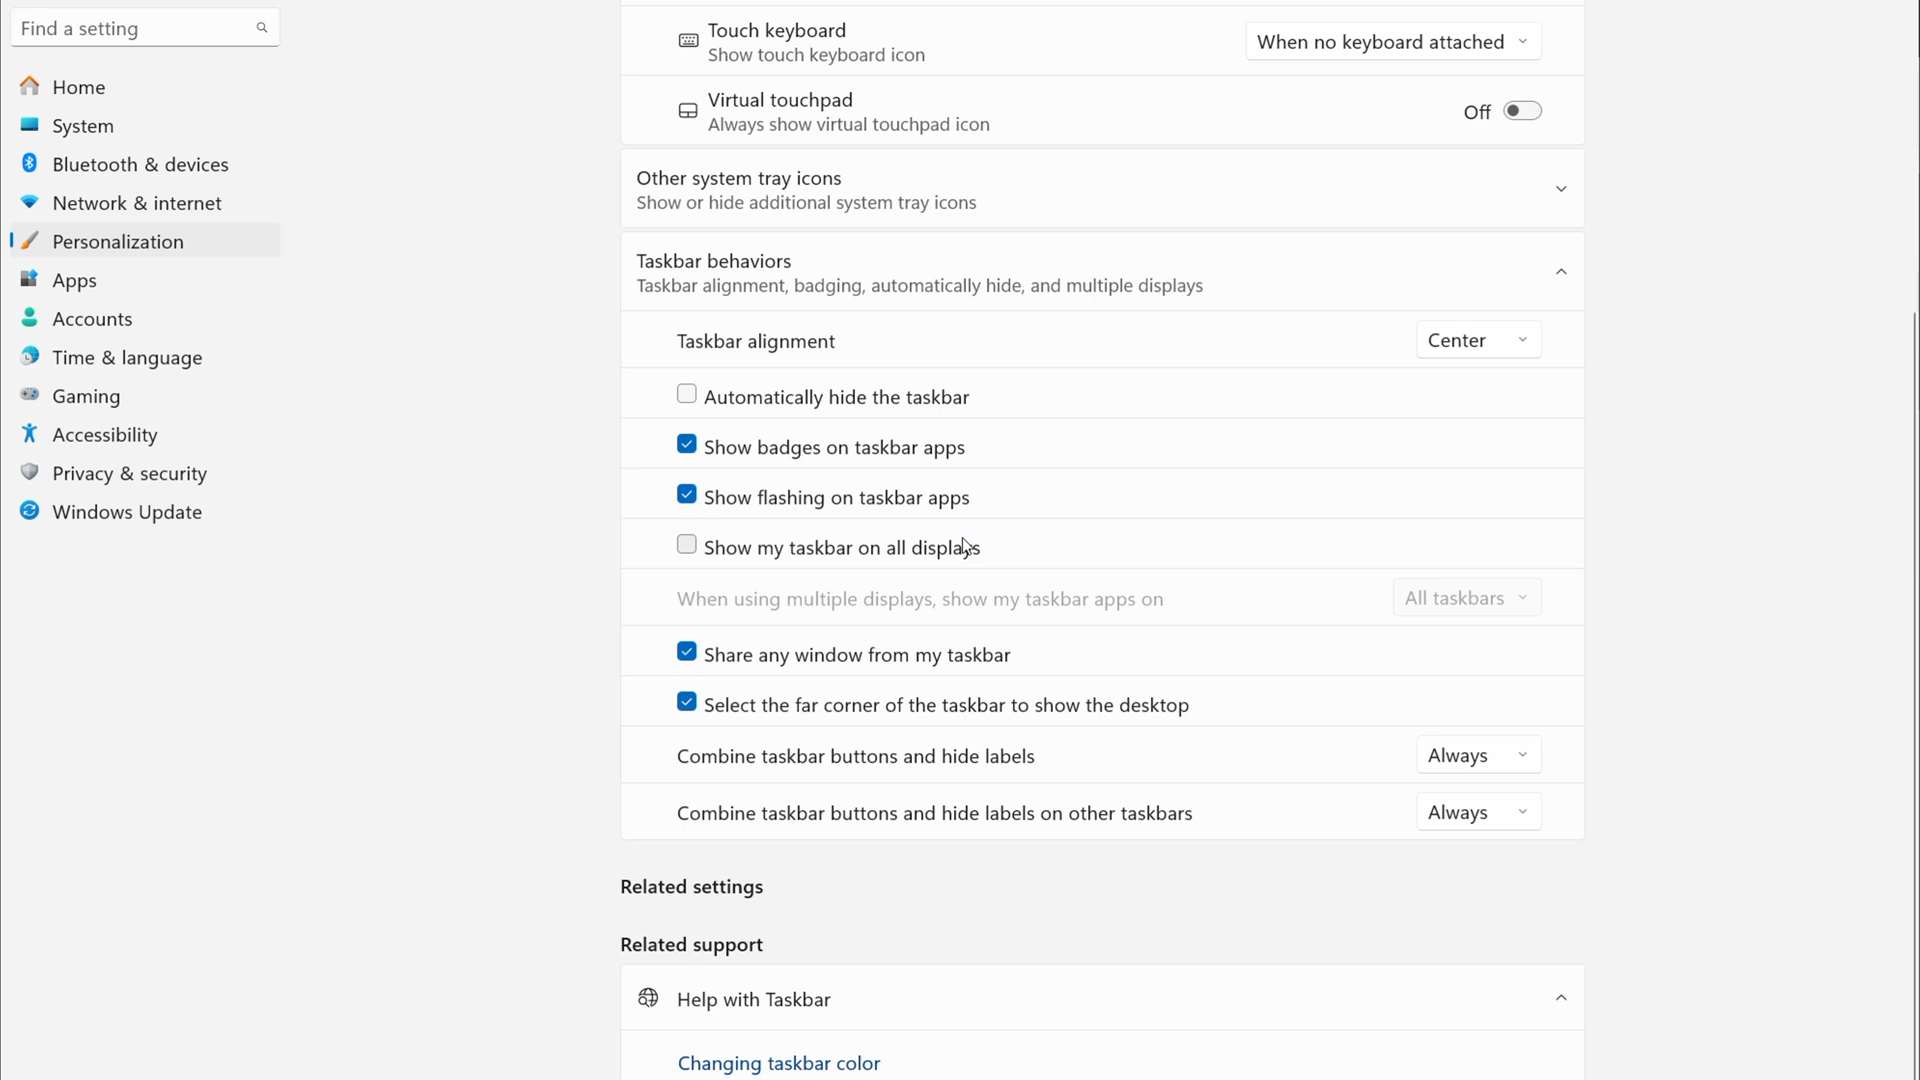 Find a setting
Home
System
Bluetooth & devices
Network & internet
Personalization
Apps
Accounts
Time & language
Gaming
Accessibility
Privacy & security
Windows Update
Touch keyboard
Show touch keyboard icon
When no keyboard attached
Virtual touchpad
Always show virtual touchpad icon
Off
Other system tray icons
Show or hide additional system tray icons
Taskbar behaviors
Taskbar alignment, badging, automatically hide, and multiple displays
Taskbar alignment
Center
Automatically hide the taskbar
Show badges on taskbar apps
Show flashing on taskbar apps
Show my taskbar on all displays
When using multiple displays, show my taskbar apps on
All taskbars
Share any window from my taskbar
Select the far corner of the taskbar to show the desktop
Combine taskbar buttons and hide labels
Always
Combine taskbar buttons and hide labels on other taskbars
Always
Related settings
Related support
Help with Taskbar
Changing taskbar color